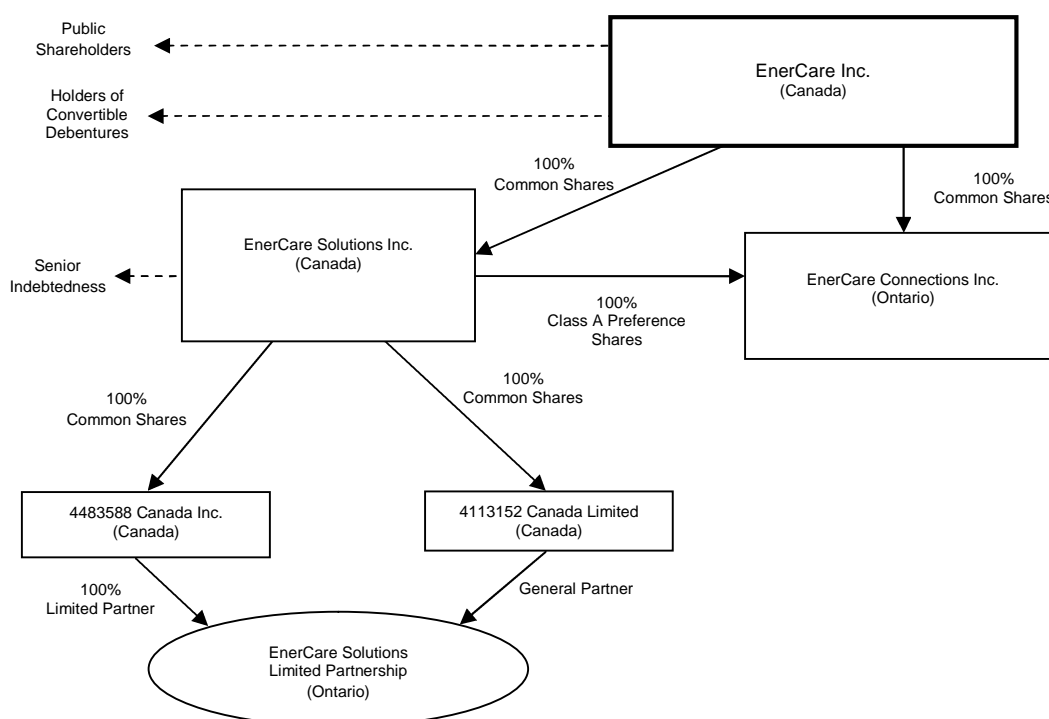 Public
Shareholders
EnerCare Inc.
(Canada)
Holders of
Convertible
Debentures
100%
Common Shares
100%
Common Shares
EnerCare Solutions Inc.
(Canada)
Senior
Indebtedness
EnerCare Connections Inc.
(Ontario)
100%
Class A Preference
Shares
100%
Common Shares
100%
Common Shares
4483588 Canada Inc.
(Canada)
4113152 Canada Limited
(Canada)
100%
Limited Partner
General Partner
EnerCare Solutions
Limited Partnership
(Ontario)